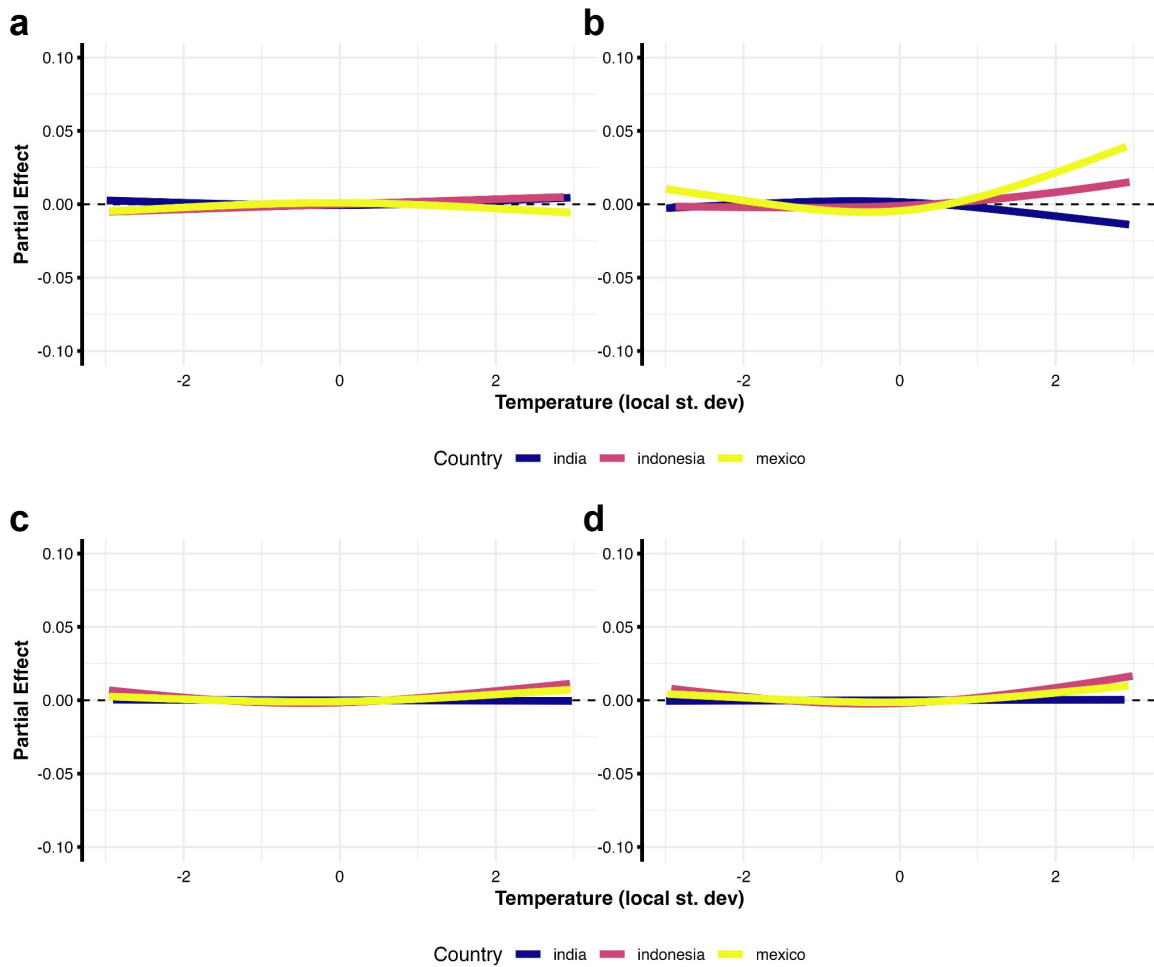 a b
0.10 0.10
0.05 0.05
0.00 0.00
-0.05 -0.05
-0.10 -0.10
Partial Effect
-2 0 2 -2 0 2
Temperature (local st. dev)
Country india indonesia mexico
c d
0.10 0.10
0.05 0.05
0.00 0.00
-0.05 -0.05
-0.10 -0.10
Partial Effect
-2 0 2 -2 0 2
Temperature (local st. dev)
Country india indonesia mexico